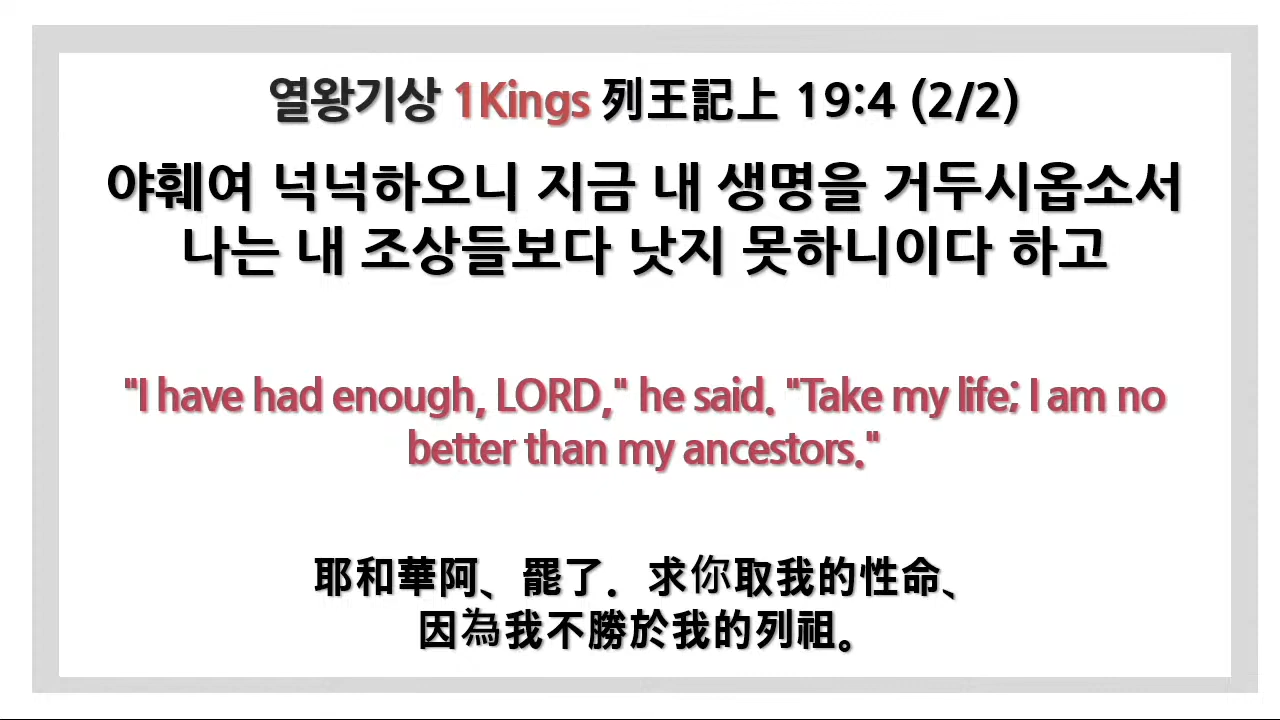 열왕기상 1Kings 列王記上 19:4 (2/2)
야훼여 넉넉하오니 지금 내 생명을 거두시옵소서
나는 내 조상들보다 낫지 못하니이다 하고
"I have had enough, LORD," he said. "Take my life; I am no
better than my ancestors."
耶和華阿、罷了．求你取我的性命、
因為我不勝於我的列祖。